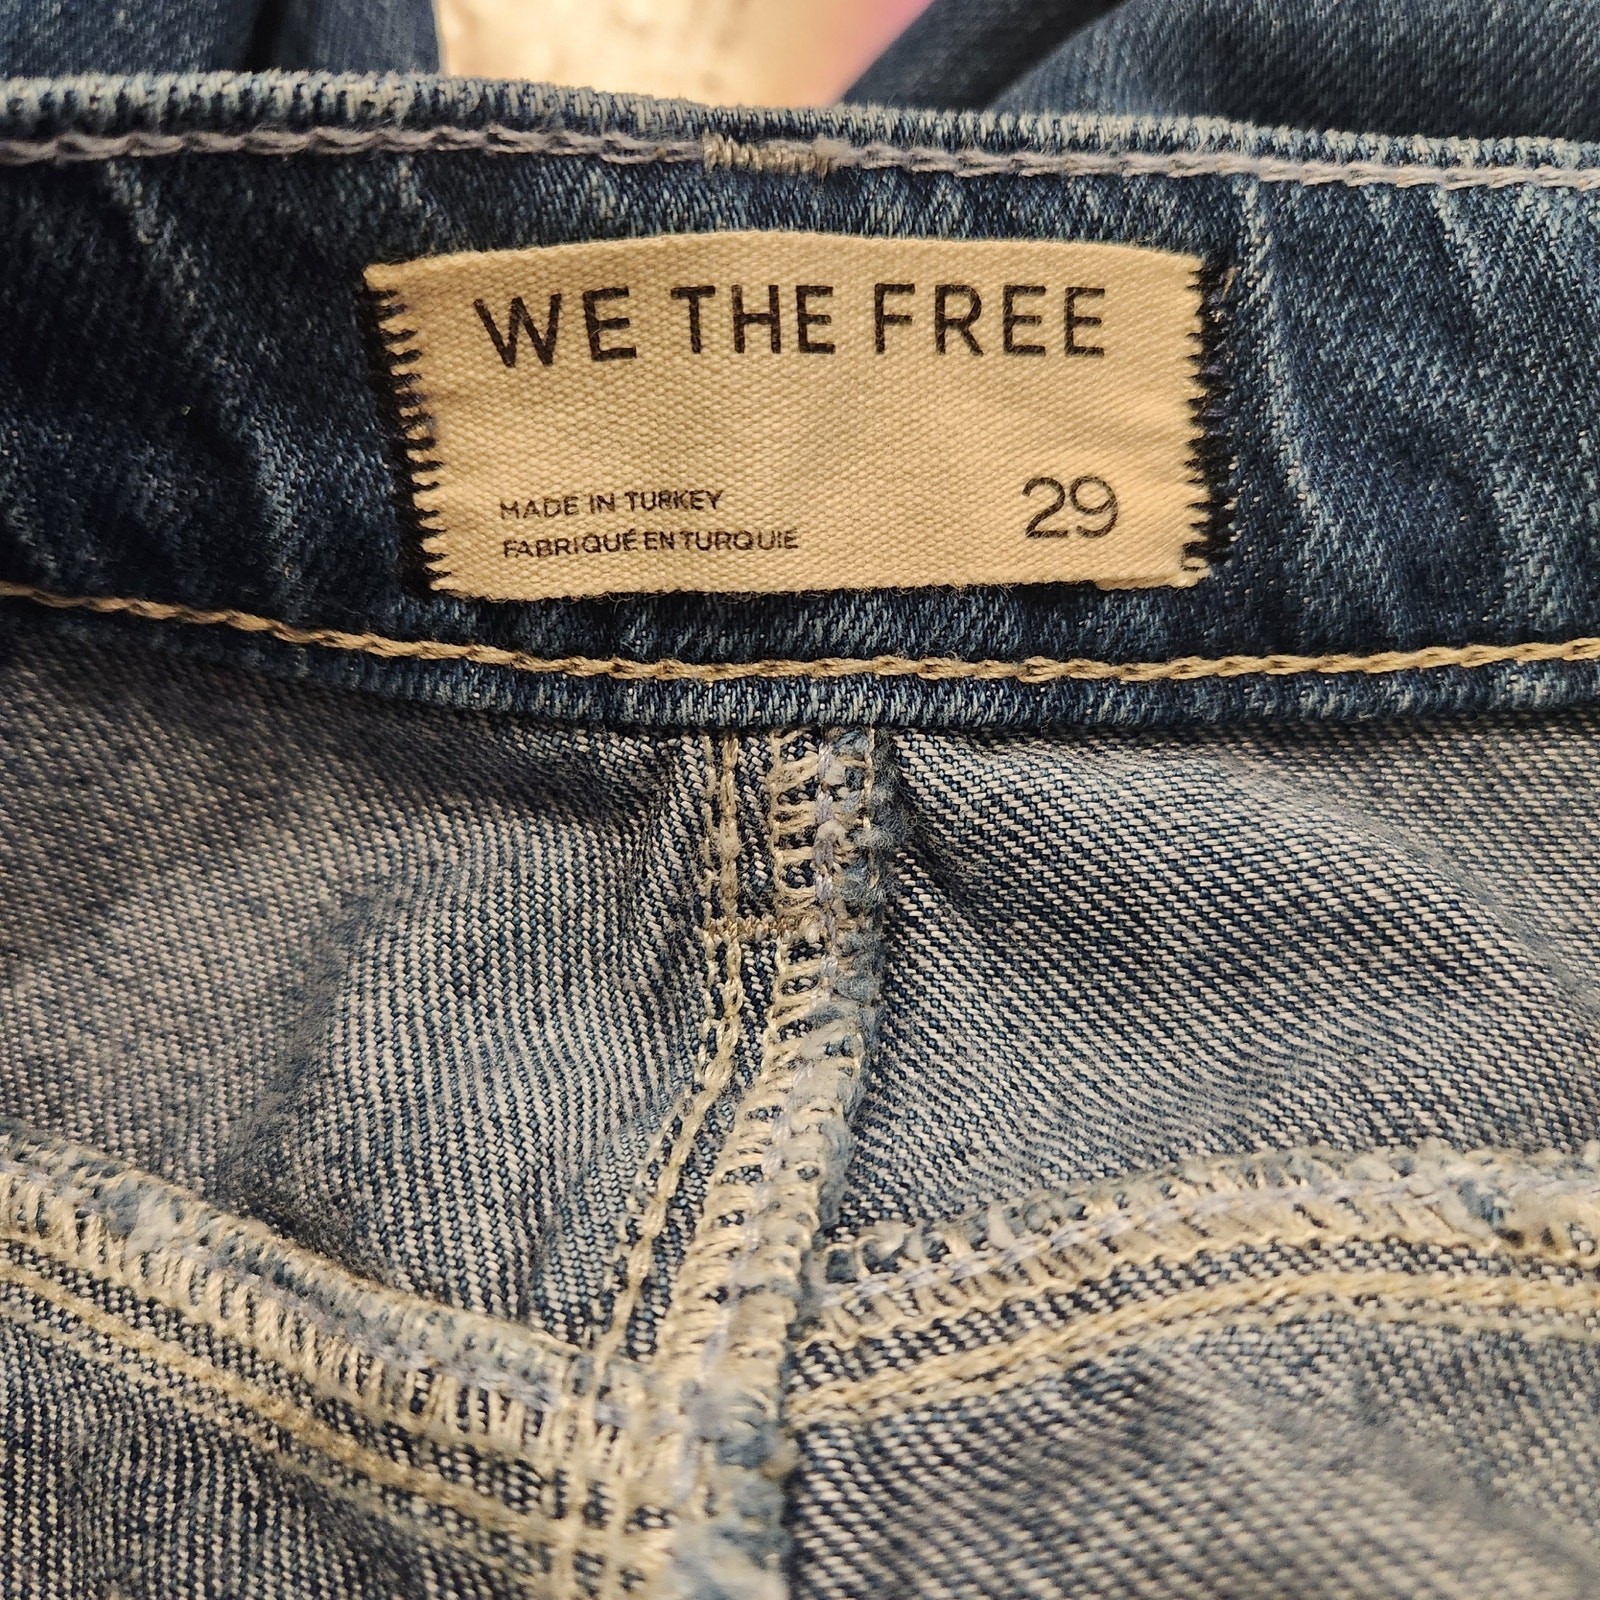 WE THE FREE
MADE IN TURKEY
FABRIQUÉ EN TURQUIE
29